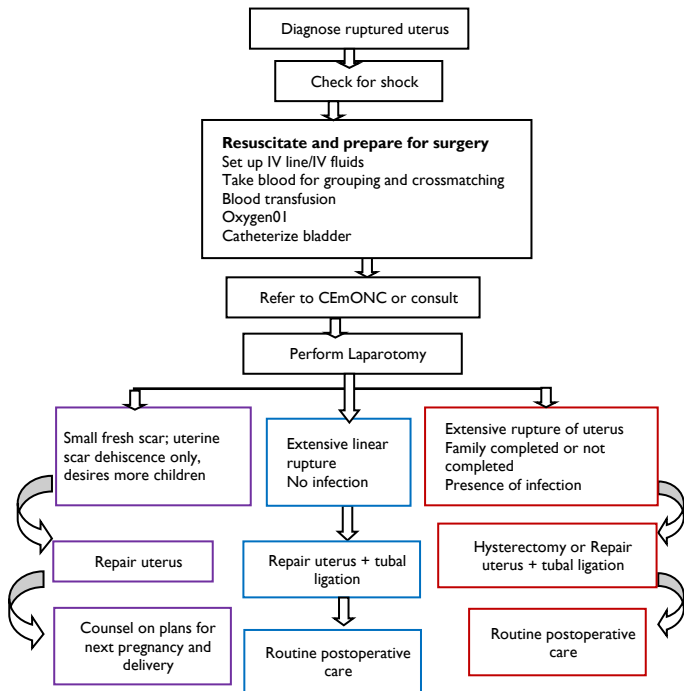 Diagnose ruptured uterus
Check for shock
Resuscitate and prepare for surgery
Set up IV line/IV fluids
Take blood for grouping and crossmatching
Blood transfusion
Oxygen01
Catheterize bladder
Refer to CEmONC or consult
Perform Laparotomy
Small fresh scar; uterine
scar dehiscence only,
desires more children
Extensive linear
rupture
No infection
Extensive rupture of uterus
Family completed or not
completed
Presence of infection
Repair uterus
Repair uterus + tubal
ligation
Hysterectomy or Repair
uterus + tubal ligation
Counsel on plans for
next pregnancy and
delivery
Routine postoperative
care
Routine postoperative
care